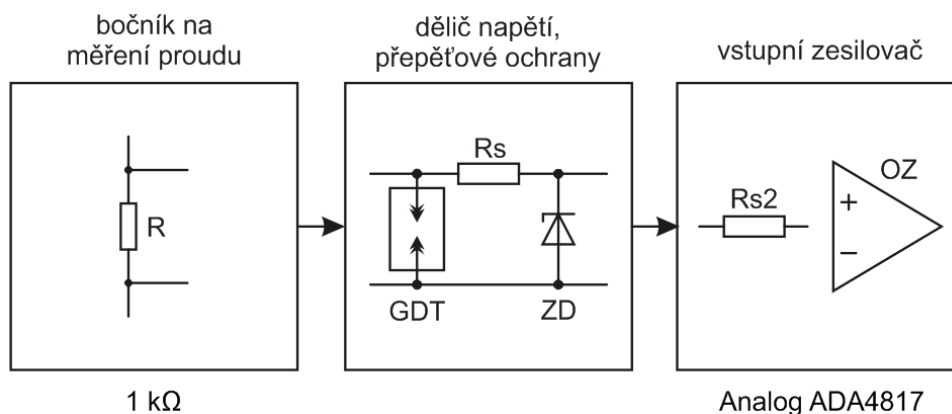 bočník na
měření proudu
dělič napětí,
přepěťové ochrany
vstupní zesilovač
R
Rs
GDT
ZD
Rs2
OZ
+
−
1 kΩ
Analog ADA4817